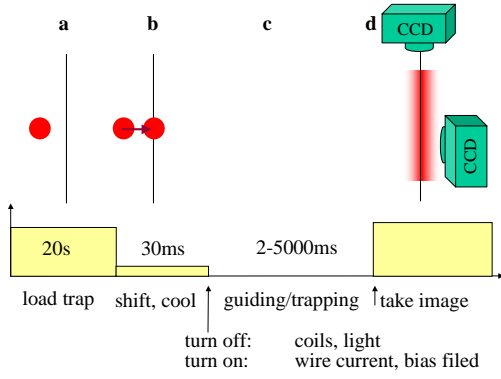 a b c d
CCD
CCD
20s 30ms 2-5000ms
load trap shift, cool guiding/trapping take image
turn off: coils, light
turn on: wire current, bias filed